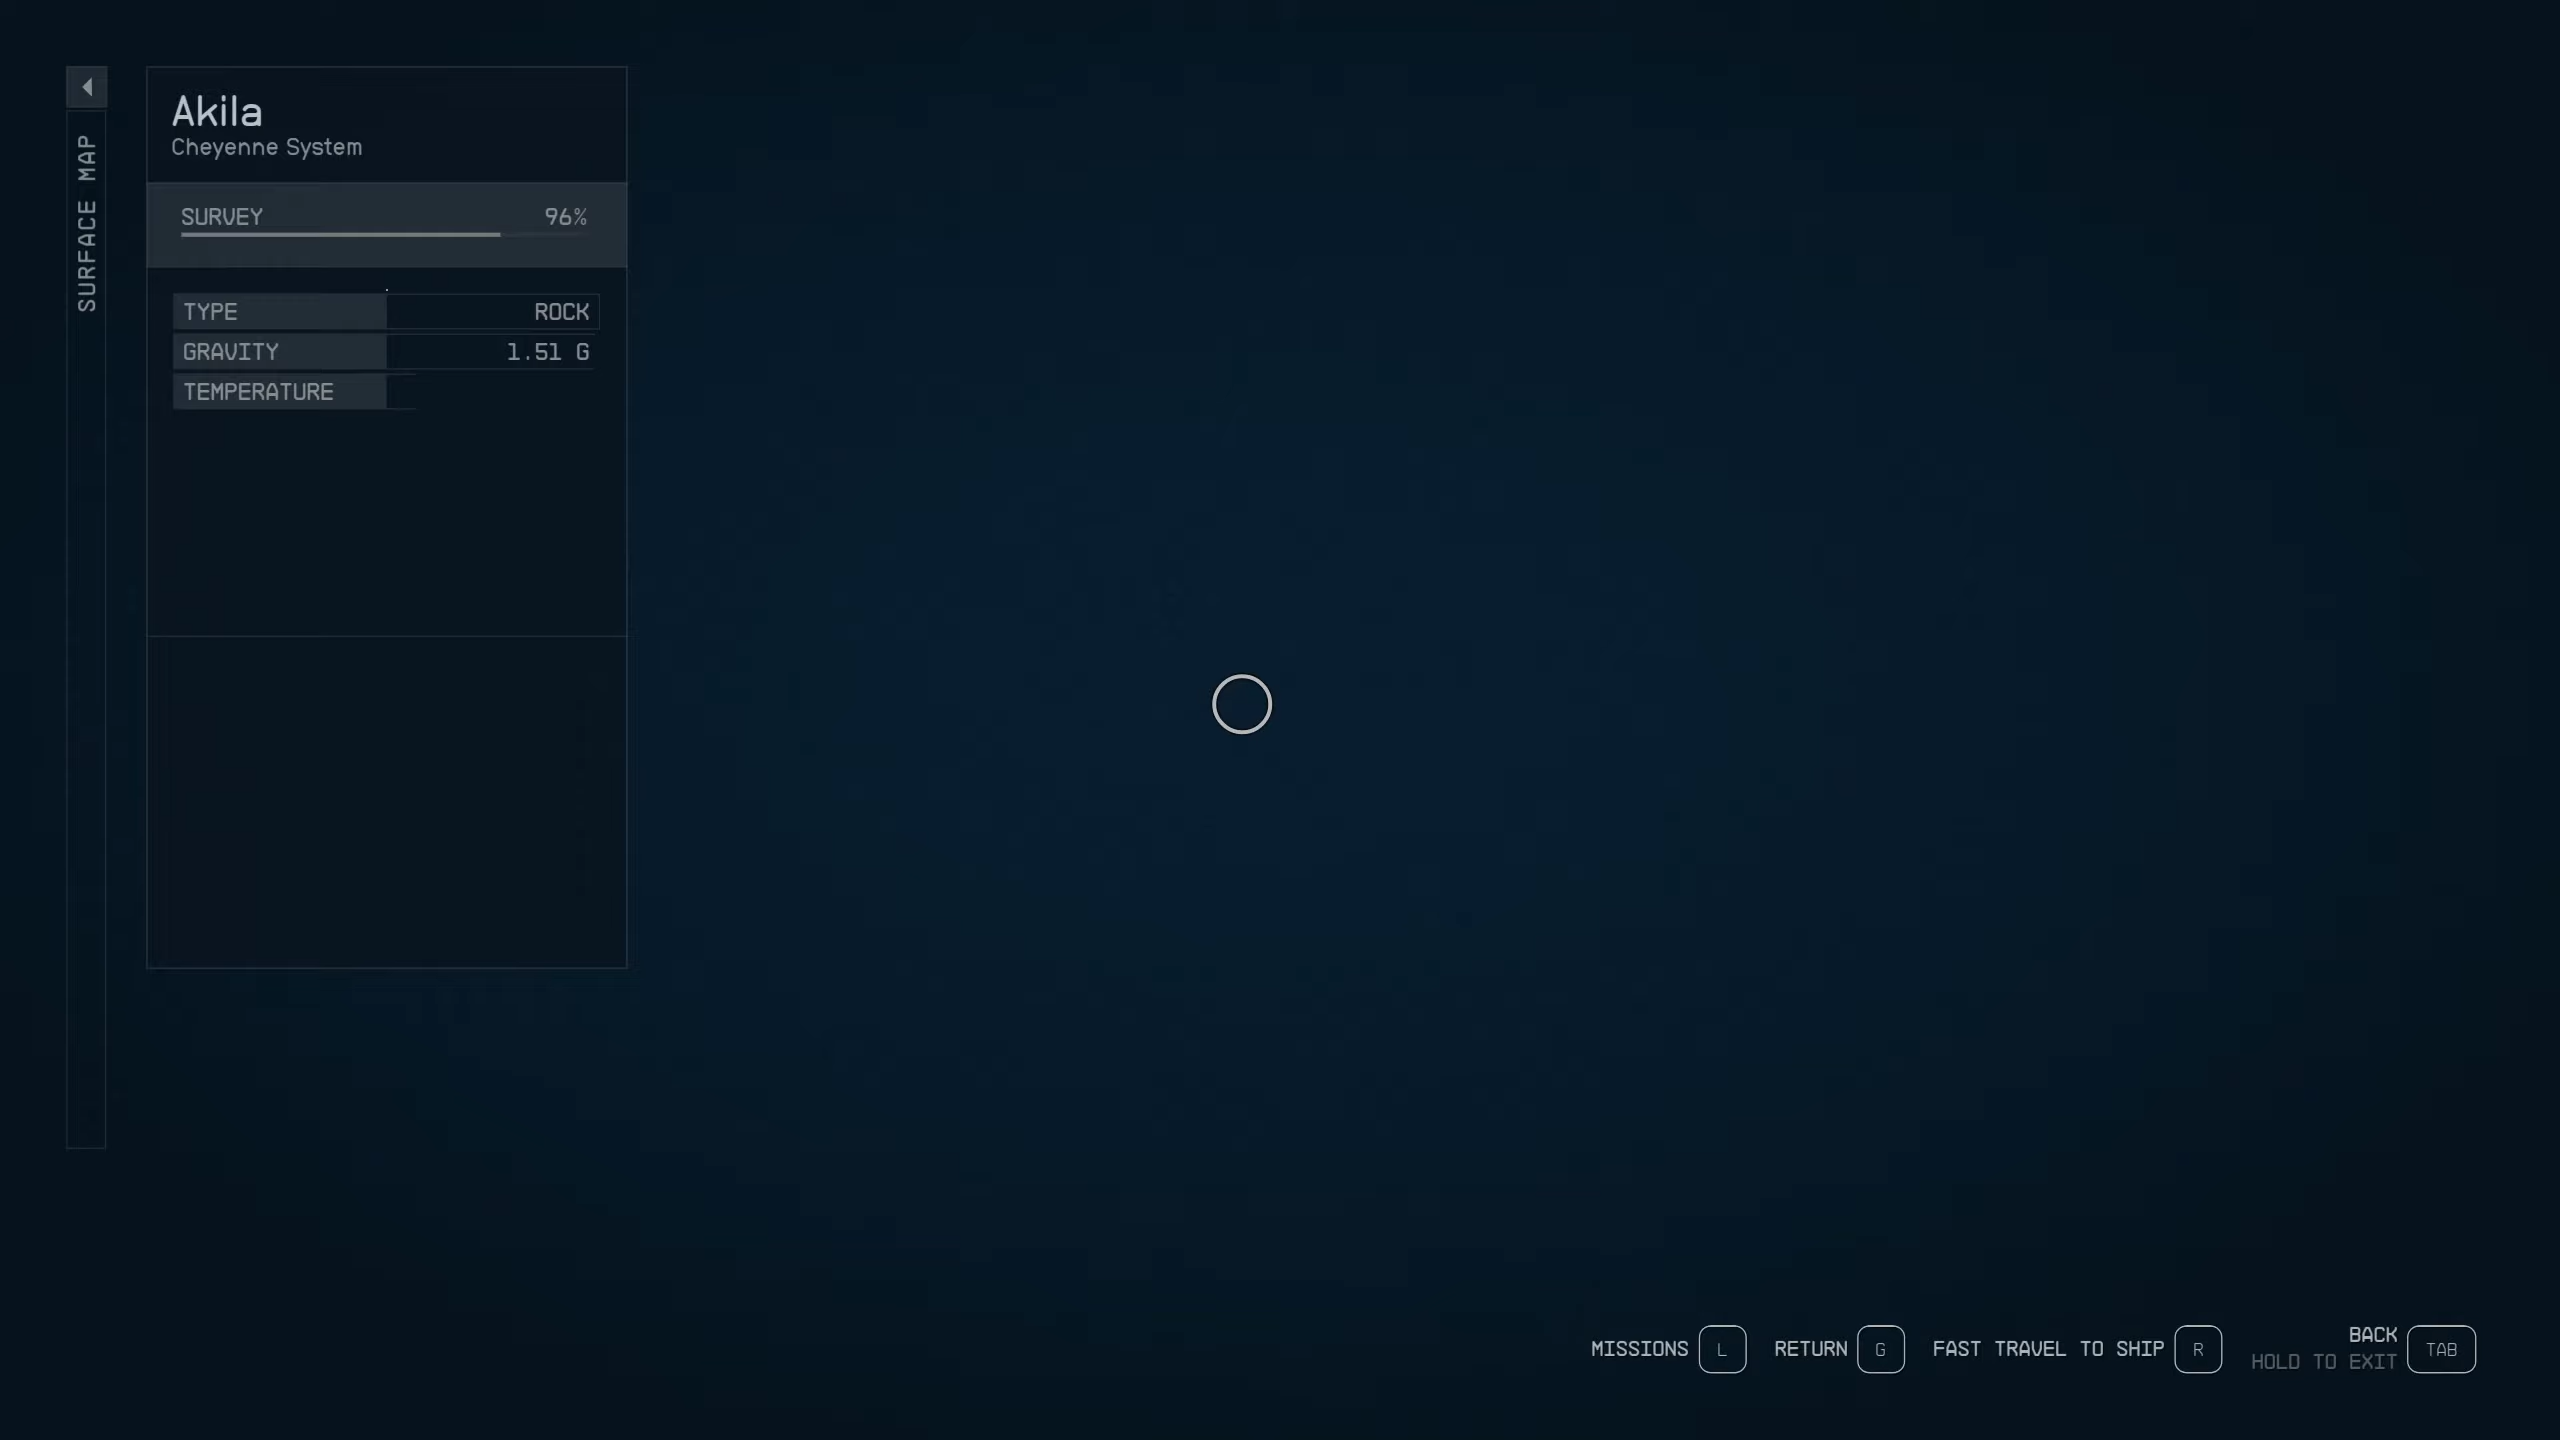 Akila
Cheyenne System
SURFACE MAP
SURVEY 96%
TYPE ROCK
GRAVITY 1.51 G
TEMPERATURE
MISSIONS L RETURN G FAST TRAVEL TO SHIP R BACK TAB
HOLD TO EXIT